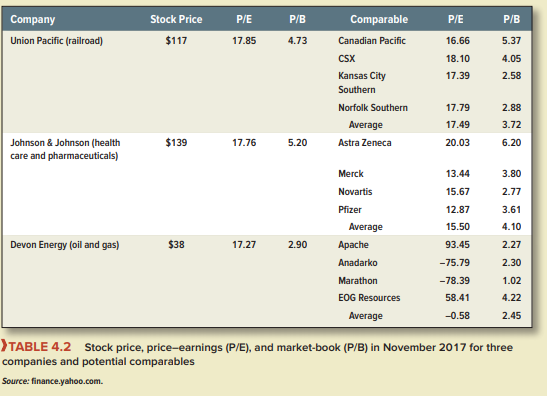 Company Stock Price P/E P/B Comparable P/E P/B
Union Pacific (railroad) $117 17.85 4.73 Canadian Pacific 16.66 5.37
CSX 18.10 4.05
Kansas City 17.39 2.58
Southern
Norfolk Southern 17.79 2.88
Average 17.49 3.72
Johnson & Johnson (health $139 17.76 5.20 Astra Zeneca 20.03 6.20
care and pharmaceuticals)
Merck 13.44 3.80
Novartis 15.67 2.77
Pfizer 12.87 3.61
Average 15.50 4.10
Devon Energy (oil and gas) $38 17.27 2.90 Apache 93.45 2.27
Anadarko −75.79 2.30
Marathon −78.39 1.02
EOG Resources 58.41 4.22
Average −0.58 2.45
TABLE 4.2 Stock price, price–earnings (P/E), and market-book (P/B) in November 2017 for three
companies and potential comparables
Source: finance.yahoo.com.